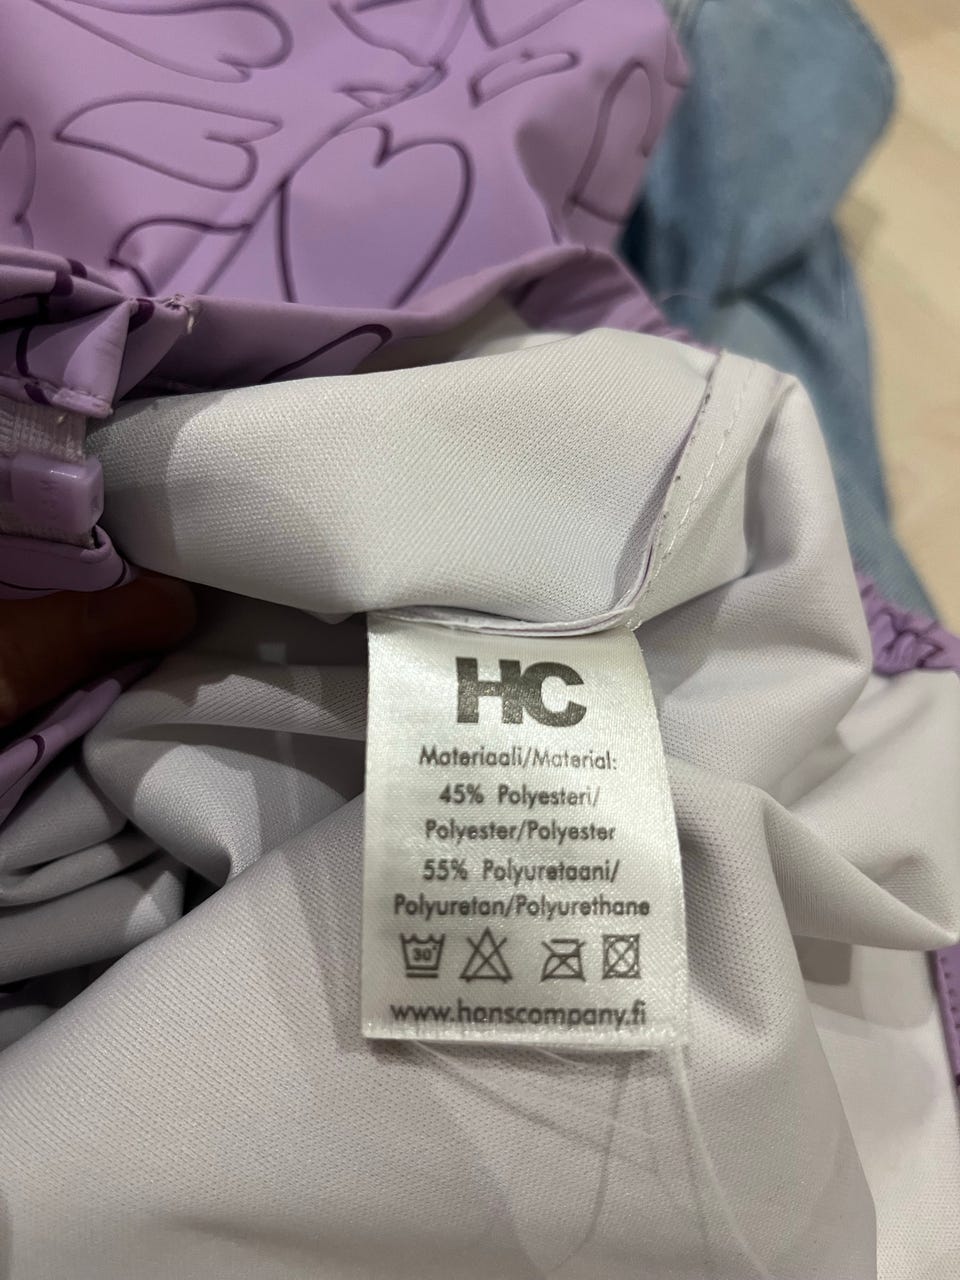 HC
Materiaali/Material:
45% Polyesteri/
Polyester/Polyester
55% Polyuretaani/
Polyuretan/Polyurethane
30°
www.hanscompany.fi